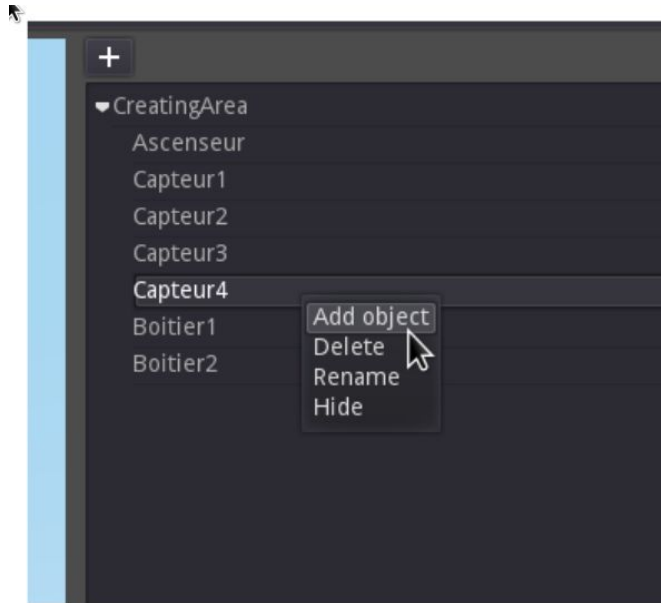 +
CreatingArea
Ascenseur
Capteur1
Capteur2
Capteur3
Capteur4
Boitier1
Boitier2
Add object
Delete
Rename
Hide